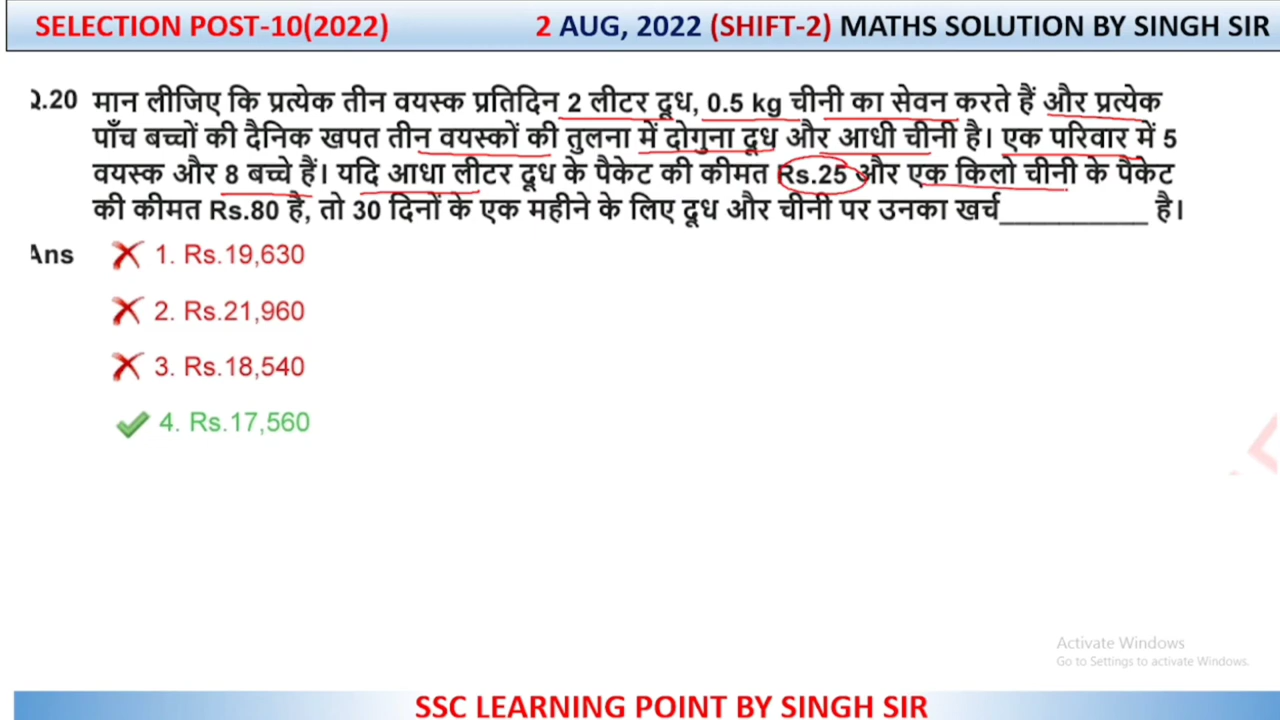 SELECTION POST-10(2022) 2 AUG, 2022 (SHIFT-2) MATHS SOLUTION BY SINGH SIR
Q.20 मान लीजिए कि प्रत्येक तीन वयस्क प्रतिदिन 2 लीटर दूध, 0.5 kg चीनी का सेवन करते हैं और प्रत्येक
पाँच बच्चों की दैनिक खपत तीन वयस्कों की तुलना में दोगुना दूध और आधी चीनी है। एक परिवार में 5
वयस्क और 8 बच्चे हैं। यदि आधा लीटर दूध के पैकेट की कीमत Rs.25 और एक किलो चीनी के पैकेट
की कीमत Rs.80 है, तो 30 दिनों के एक महीने के लिए दूध और चीनी पर उनका खर्च__________ है।
Ans 1. Rs.19,630
2. Rs.21,960
3. Rs.18,540
4. Rs.17,560
Activate Windows
Go to Settings to activate Windows.
SSC LEARNING POINT BY SINGH SIR